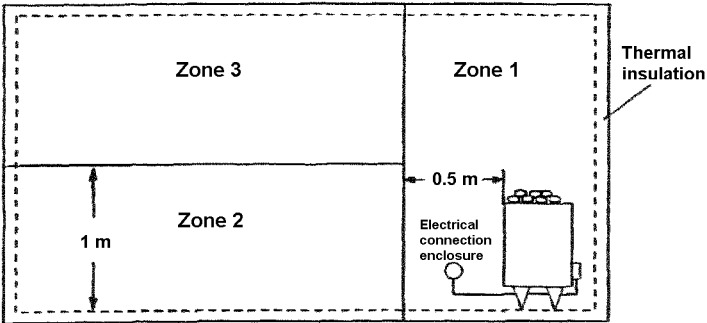 Zone 3
Zone 1
Thermal
insulation
0.5 m
Zone 2
1 m
Electrical
connection
enclosure